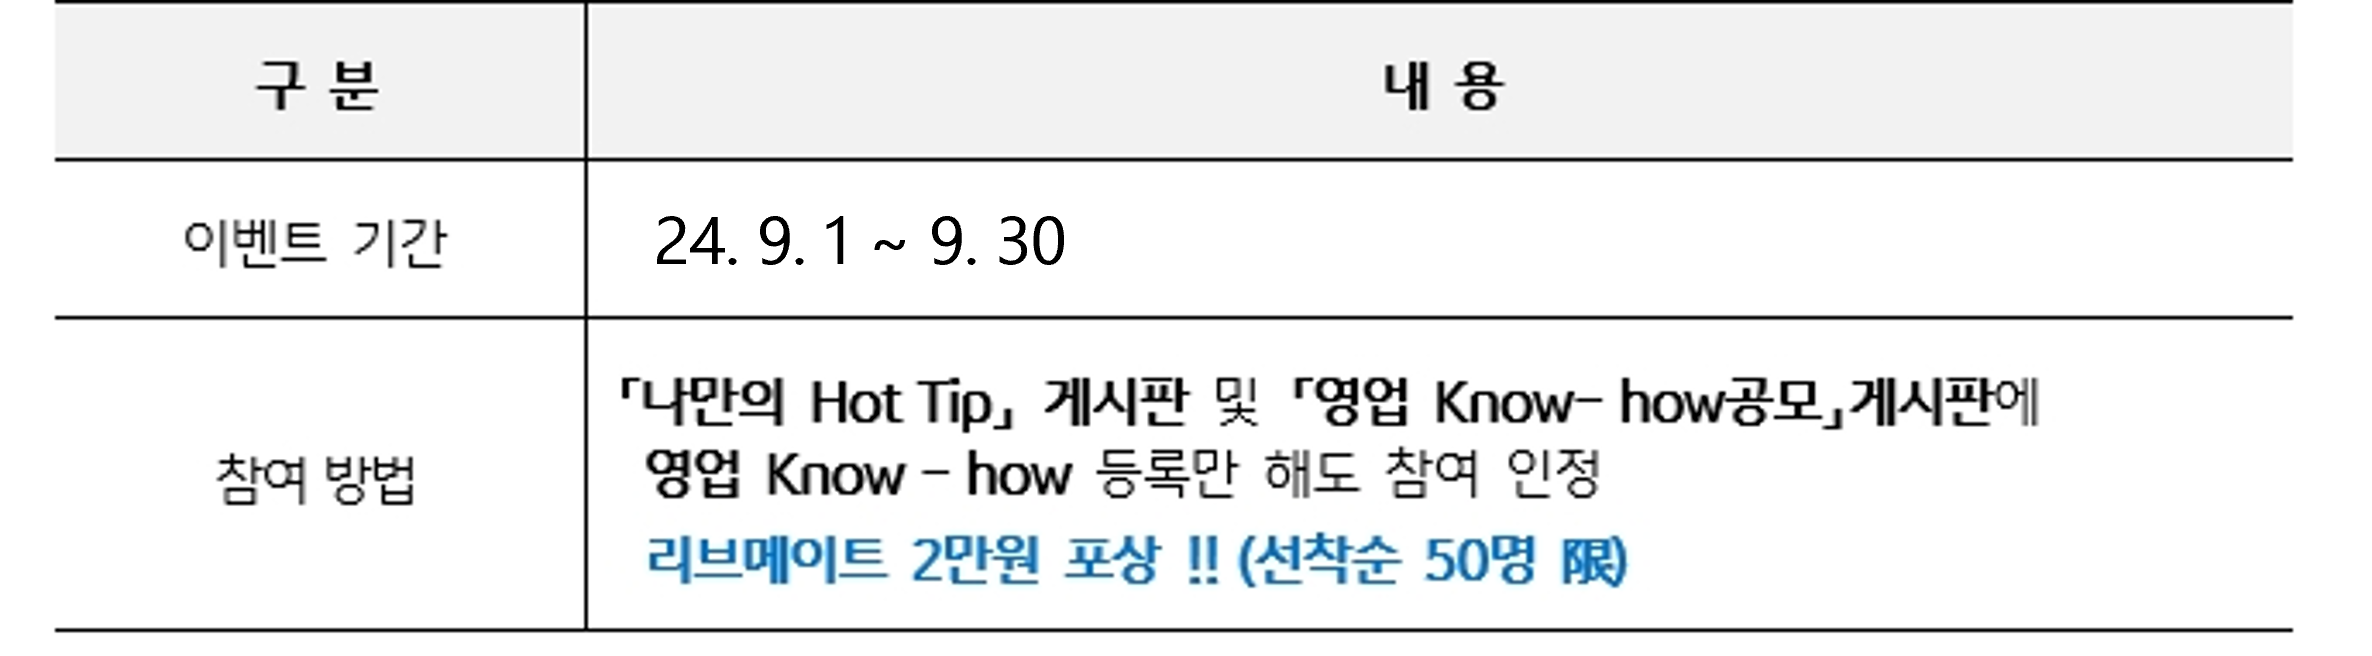 구 분
내 용
이벤트 기간
24. 9. 1 ~ 9. 30
참여 방법
「나만의 Hot Tip」 게시판 및 「영업 Know- how공모」게시판에
영업 Know - how 등록만 해도 참여 인정
리브메이트 2만원 포상 !! (선착순 50명 限)